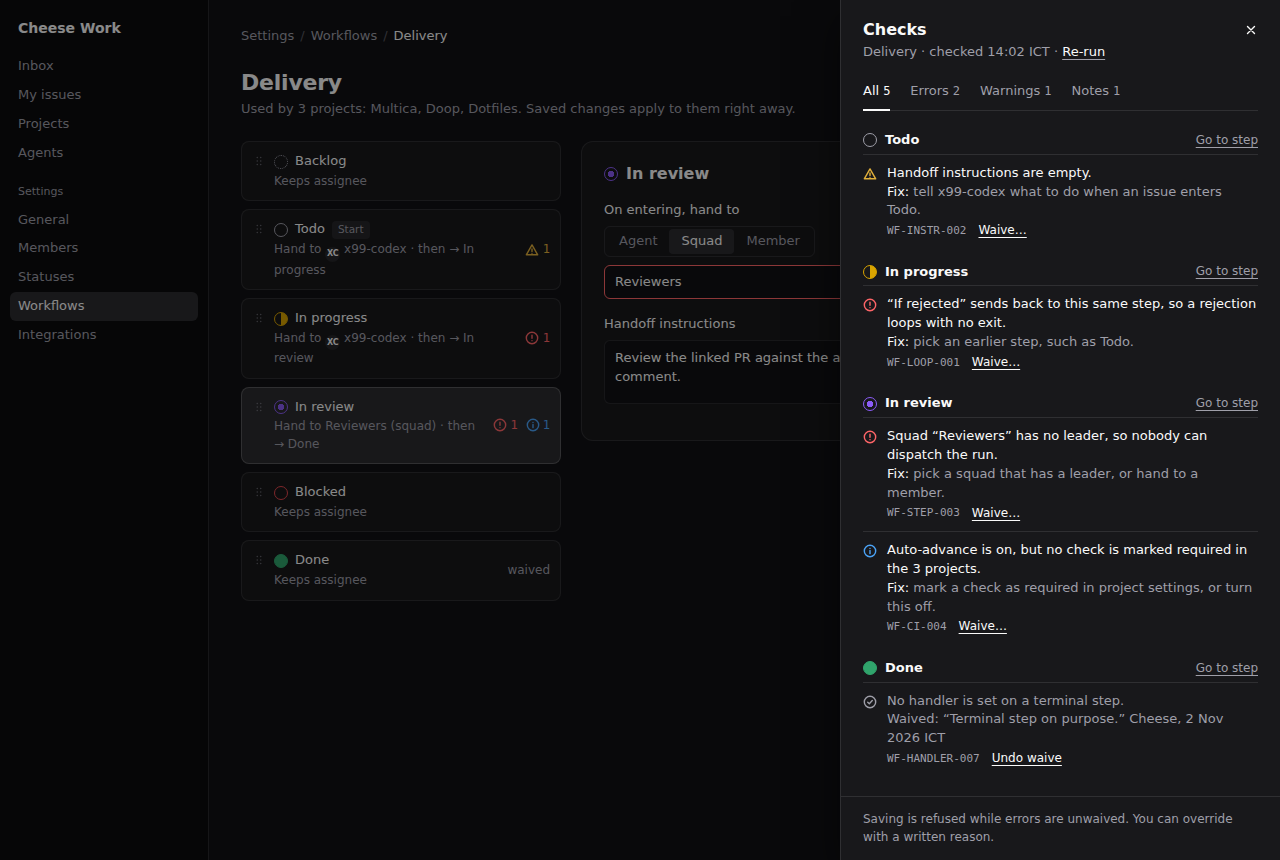 Cheese Work
Inbox
My issues
Projects
Agents
Settings
General
Members
Statuses
Workflows
Integrations
Settings / Workflows / Delivery
Delivery
Used by 3 projects: Multica, Doop, Dotfiles. Saved changes apply to them right away.
Backlog
Keeps assignee
Todo Start
Hand to XC x99-codex · then → In
progress
1
In progress
Hand to XC x99-codex · then → In
review
1
In review
Hand to Reviewers (squad) · then
→ Done
1 1
Blocked
Keeps assignee
Done
Keeps assignee
waived
In review
On entering, hand to
Agent Squad Member
Reviewers
Handoff instructions
Review the linked PR against the a
comment.
Checks
Delivery · checked 14:02 ICT · Re-run
All 5 Errors 2 Warnings 1 Notes 1
Todo Go to step
Handoff instructions are empty.
Fix: tell x99-codex what to do when an issue enters
Todo.
WF-INSTR-002 Waive…
In progress Go to step
“If rejected” sends back to this same step, so a rejection
loops with no exit.
Fix: pick an earlier step, such as Todo.
WF-LOOP-001 Waive…
In review Go to step
Squad “Reviewers” has no leader, so nobody can
dispatch the run.
Fix: pick a squad that has a leader, or hand to a
member.
WF-STEP-003 Waive…
Auto-advance is on, but no check is marked required in
the 3 projects.
Fix: mark a check as required in project settings, or turn
this off.
WF-CI-004 Waive…
Done Go to step
No handler is set on a terminal step.
Waived: “Terminal step on purpose.” Cheese, 2 Nov
2026 ICT
WF-HANDLER-007 Undo waive
Saving is refused while errors are unwaived. You can override
with a written reason.